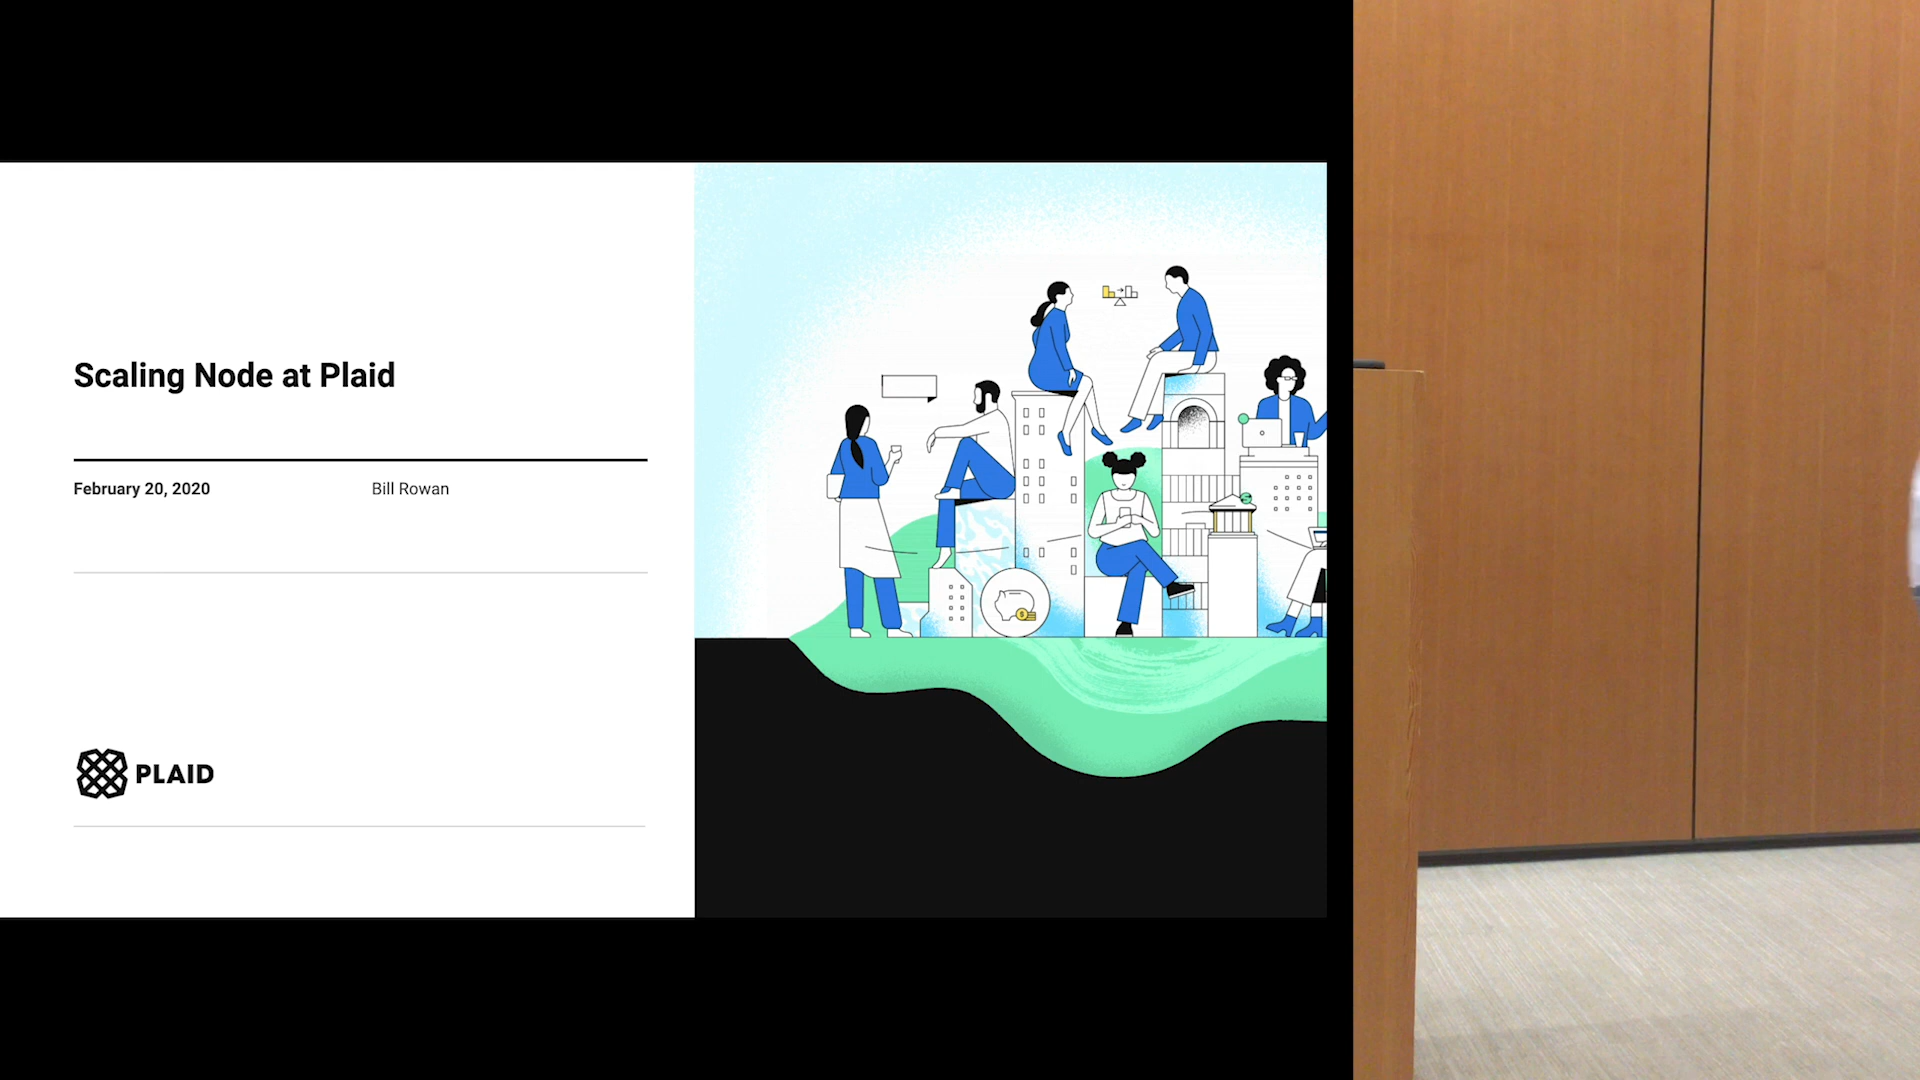 Scaling Node at Plaid
February 20, 2020
Bill Rowan
PLAID